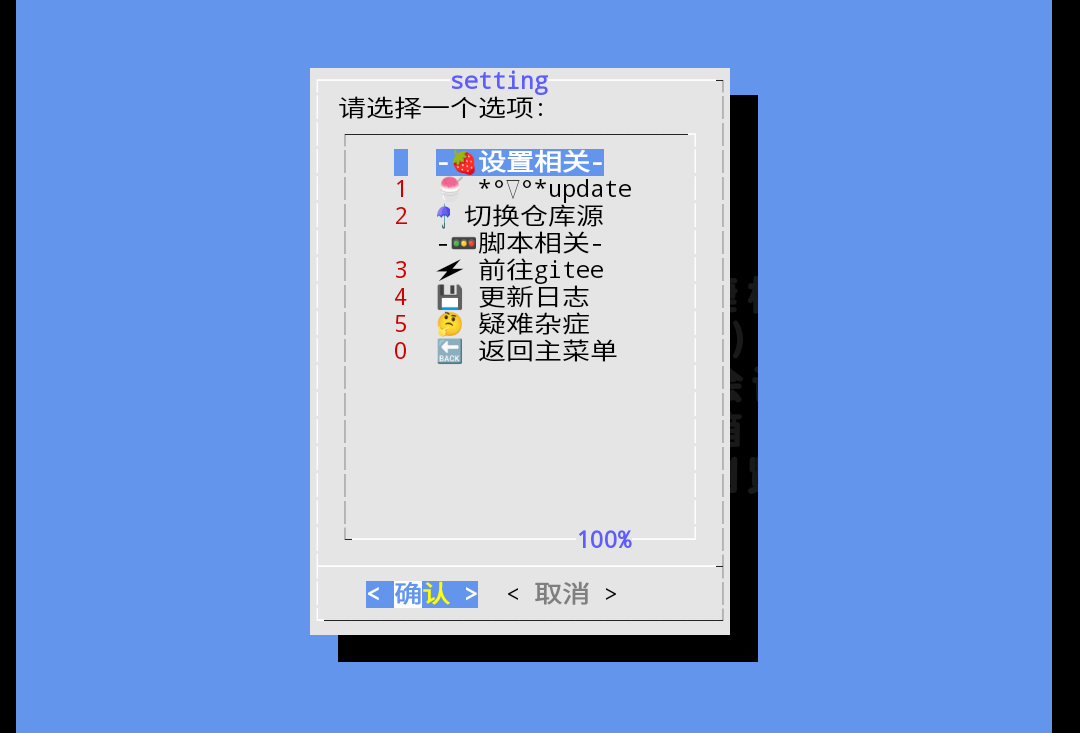 setting
请选择一个选项:
-🍓设置相关-
1 🍧 *°▽°*update
2 🌂 切换仓库源
-🚥脚本相关-
3 ⚡ 前往gitee
4 💾 更新日志
5 🤔 疑难杂症
0 🔙 返回主菜单
100%
< 确认 > < 取消 >